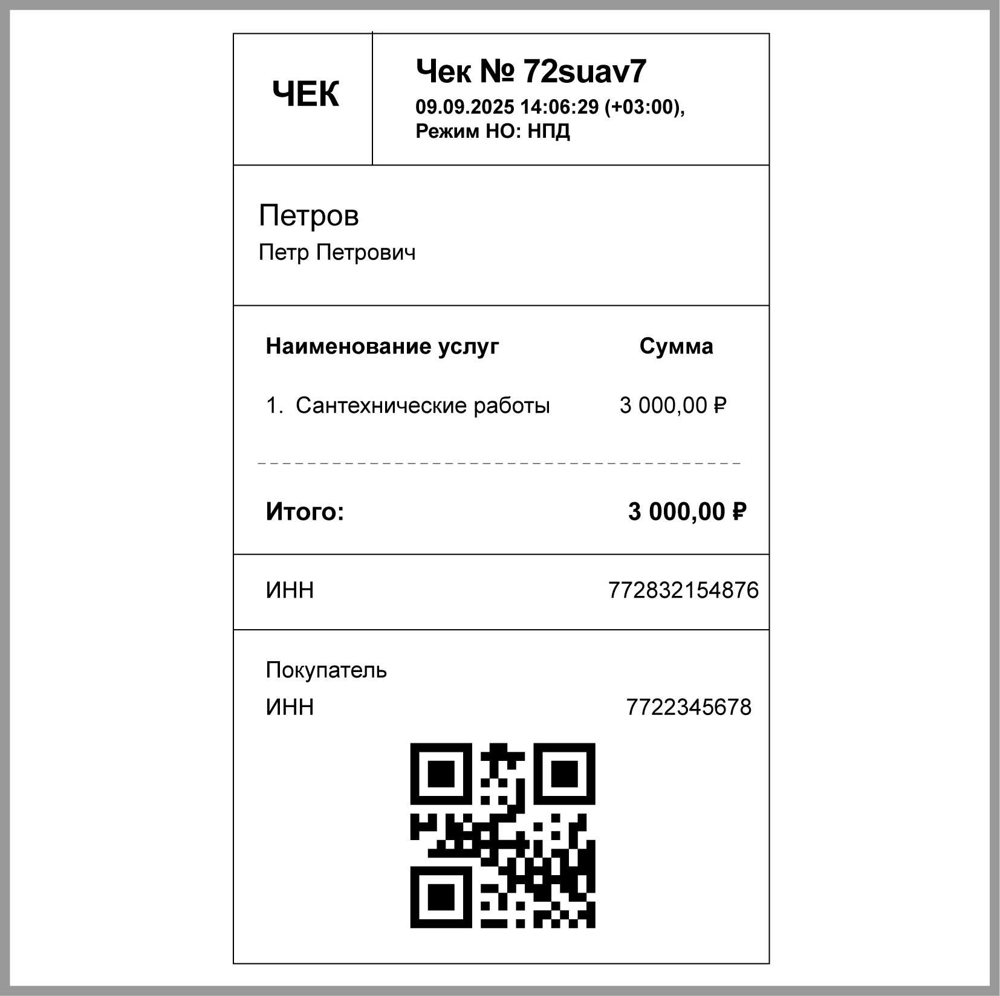 ЧЕК
Чек № 72suav7
09.09.2025 14:06:29 (+03:00),
Режим НО: НПД
Петров
Петр Петрович
Наименование услуг Сумма
1. Сантехнические работы 3 000,00 ₽
Итого: 3 000,00 ₽
ИНН 772832154876
Покупатель
ИНН 7722345678